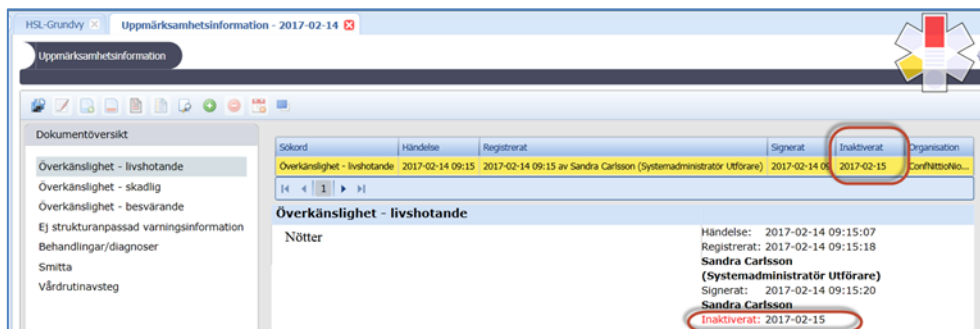 HSL-Grundvy
Uppmärksamhetsinformation - 2017-02-14
Uppmärksamhetsinformation
Dokumentöversikt
Överkänslighet - livshotande
Överkänslighet - skadlig
Överkänslighet - besvärande
Ej strukturanpassad varningsinformation
Behandlingar/diagnoser
Smitta
Vårdrutinavsteg
Sökord Händelse Registrerat Signerat Inaktiverat Organisation
Överkänslighet - livshotande 2017-02-14 09:15 2017-02-14 09:15 av Sandra Carlsson (Systemadministratör Utförare) 2017-02-14 09 2017-02-15 ConfNittioNio...
1
Överkänslighet - livshotande
Nötter
Händelse: 2017-02-14 09:15:07
Registrerat: 2017-02-14 09:15:18
Sandra Carlsson
(Systemadministratör Utförare)
Signerat: 2017-02-14 09:15:20
Sandra Carlsson
Inaktiverat: 2017-02-15